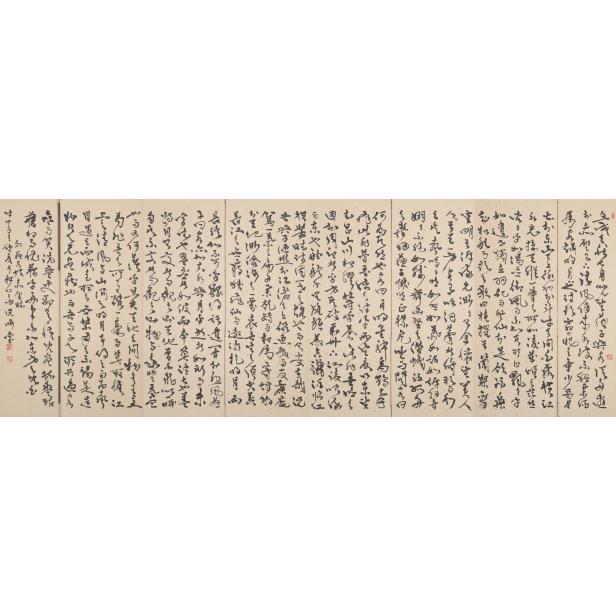 壬戌之秋七月既望蘇子與客泛舟遊
於赤壁之下清風徐來水波不興舉酒
屬客誦明月之詩歌窈窕之章少焉月
出於東山之上徘徊於斗牛之間白露橫江
水光接天縱一葦之所如凌萬頃之茫然
浩浩乎如馮虛御風而不知其所止飄飄乎
如遺世獨立羽化而登仙於是飲酒樂
甚扣舷而歌之歌曰桂棹兮蘭槳擊
空明兮泝流光渺渺兮予懷望美人
兮天一方客有吹洞簫者倚歌而和
之其聲嗚嗚然如怨如慕如泣如訴餘音
嫋嫋不絕如縷舞幽壑之潛蛟泣孤舟
之嫠婦蘇子愀然正襟危坐而問客曰
何為其然也客曰月明星稀烏鵲南
飛此非曹孟德之詩乎西望夏口東望
武昌山川相繆鬱乎蒼蒼此非孟德之
困於周郎者乎方其破荊州下江陵順流
而東也舳艫千里旌旗蔽空釃酒臨江
橫槊賦詩固一世之雄也而今安在哉況
吾與子漁樵於江渚之上侶魚蝦而友麋鹿
駕一葉之扁舟舉匏樽以相屬寄蜉蝣
於天地渺滄海之一粟哀吾生之須臾羨
長江之無窮挾飛仙以遨遊抱明月而
長終知不可乎驟得託遺響於悲風蘇
子曰客亦知夫水與月乎逝者如斯而未
嘗往也盈虛者如彼而卒莫消長也蓋
將自其變者而觀之則天地曾不能以一瞬
自其不變者而觀之則物與我皆無盡
也而又何羨乎且夫天地之間物各有主
苟非吾之所有雖一毫而莫取惟江
上之清風與山間之明月耳得之而為聲
目遇之而成色取之無禁用之不竭是造
物者之無盡藏也而吾與子之所共適客
喜而笑洗盞更酌肴核既盡杯盤狼
藉相與枕藉乎舟中不知東方之既白